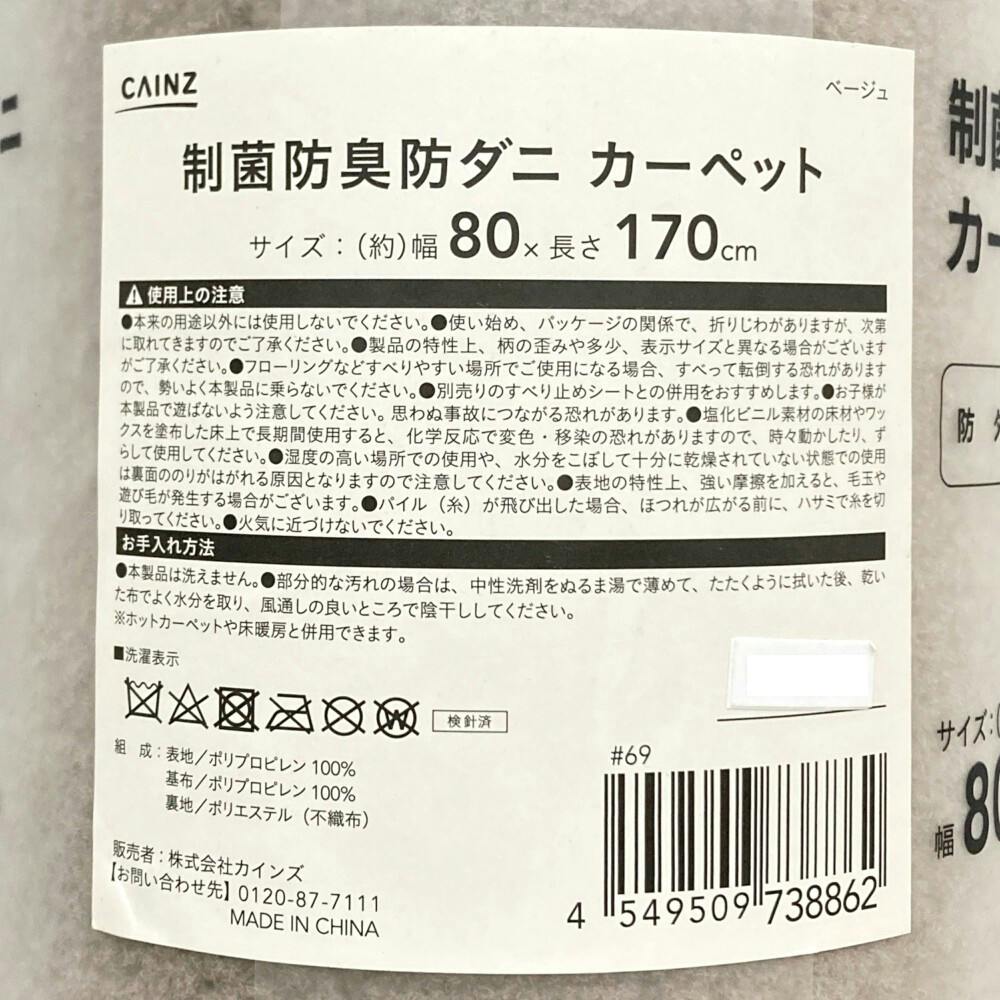 CAINZ
ベージュ
制菌防臭防ダニ カーペット
サイズ：（約）幅 80 × 長さ 170cm
使用上の注意
●本来の用途以外には使用しないでください。●使い始め、パッケージの関係で、折りじわがありますが、次第
に取れてきますのでご了承ください。●製品の特性上、柄の歪みや多少、表示サイズと異なる場合がございます
がご了承ください。●フローリングなどすべりやすい場所でご使用になる場合、すべって転倒する恐れがあります
ので、勢いよく本製品に乗らないでください。●別売りのすべり止めシートとの併用をおすすめします。●お子様が
本製品で遊ばないよう注意してください。思わぬ事故につながる恐れがあります。●塩化ビニル素材の床材やワッ
クスを塗布した床上で長期間使用すると、化学反応で変色・移染の恐れがありますので、時々動かしたり、ず
らして使用してください。●湿度の高い場所での使用や、水分をこぼして十分に乾燥されていない状態での使用
は裏面ののりがはがれる原因となりますので注意してください。●表地の特性上、強い摩擦を加えると、毛玉や
遊び毛が発生する場合がございます。●パイル（糸）が飛び出した場合、ほつれが広がる前に、ハサミで糸を切
り取ってください。●火気に近づけないでください。
お手入れ方法
●本製品は洗えません。●部分的な汚れの場合は、中性洗剤をぬるま湯で薄めて、たたくように拭いた後、乾い
た布でよく水分を取り、風通しの良いところで陰干ししてください。
※ホットカーペットや床暖房と併用できます。
■洗濯表示
W
検針済
組 成：表地／ポリプロピレン 100%
基布／ポリプロピレン 100%
裏地／ポリエステル（不織布）
販売者：株式会社カインズ
【お問い合わせ先】0120-87-7111
MADE IN CHINA
#69
4 549509 738862
ニ
制
カー
防
サイズ：（
幅 80